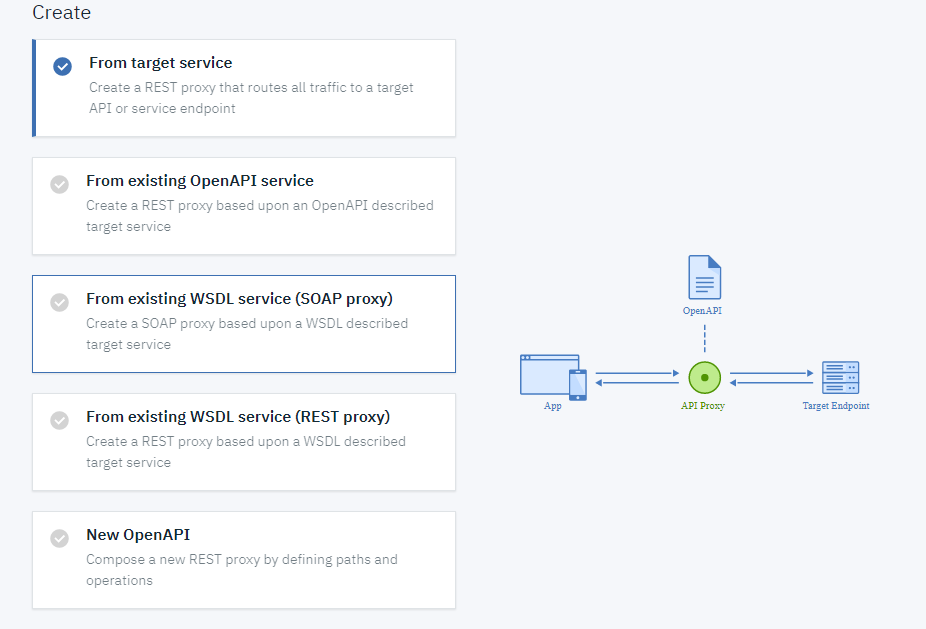 Create
From target service
Create a REST proxy that routes all traffic to a target
API or service endpoint
From existing OpenAPI service
Create a REST proxy based upon an OpenAPI described
target service
From existing WSDL service (SOAP proxy)
Create a SOAP proxy based upon a WSDL described
target service
From existing WSDL service (REST proxy)
Create a REST proxy based upon a WSDL described
target service
New OpenAPI
Compose a new REST proxy by defining paths and
operations
OpenAPI
App
API Proxy
Target Endpoint